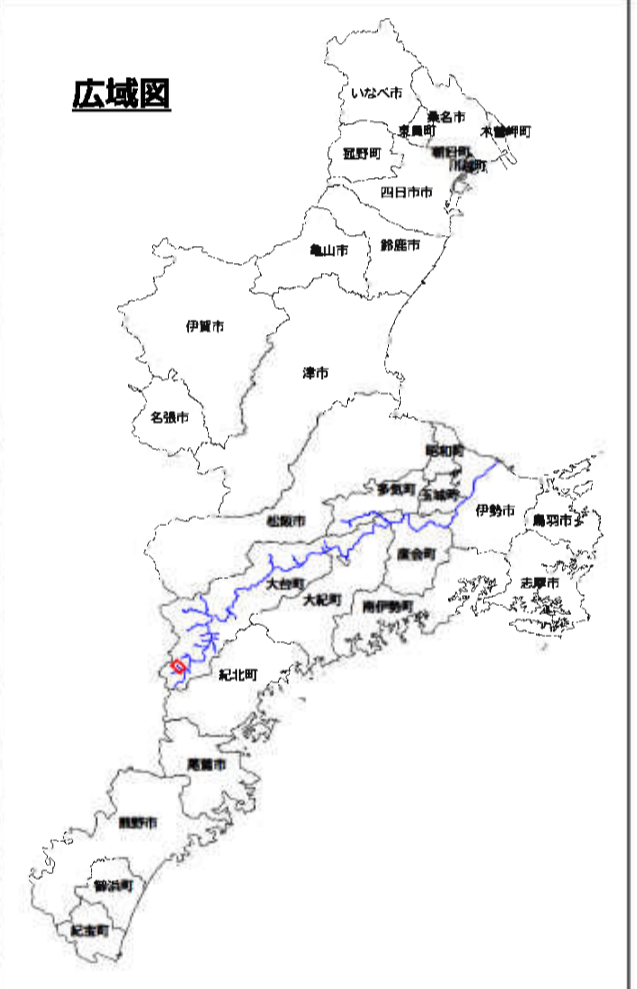 広域図
いなべ市
桑名市
東員町
木曽岬町
菰野町
朝日町
川越町
四日市市
鈴鹿市
亀山市
伊賀市
津市
名張市
明和町
多気町
玉城町
松阪市
伊勢市
鳥羽市
度会町
志摩市
大台町
大紀町
南伊勢町
紀北町
尾鷲市
熊野市
御浜町
紀宝町